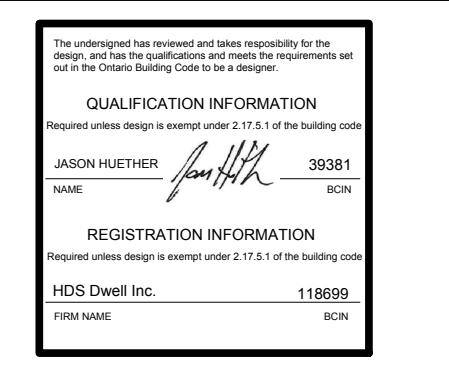 The undersigned has reviewed and takes resposibility for the
design, and has the qualifications and meets the requirements set
out in the Ontario Building Code to be a designer.
QUALIFICATION INFORMATION
Required unless design is exempt under 2.17.5.1 of the building code
JASON HUETHER 39381
NAME BCIN
REGISTRATION INFORMATION
Required unless design is exempt under 2.17.5.1 of the building code
HDS Dwell Inc. 118699
FIRM NAME BCIN